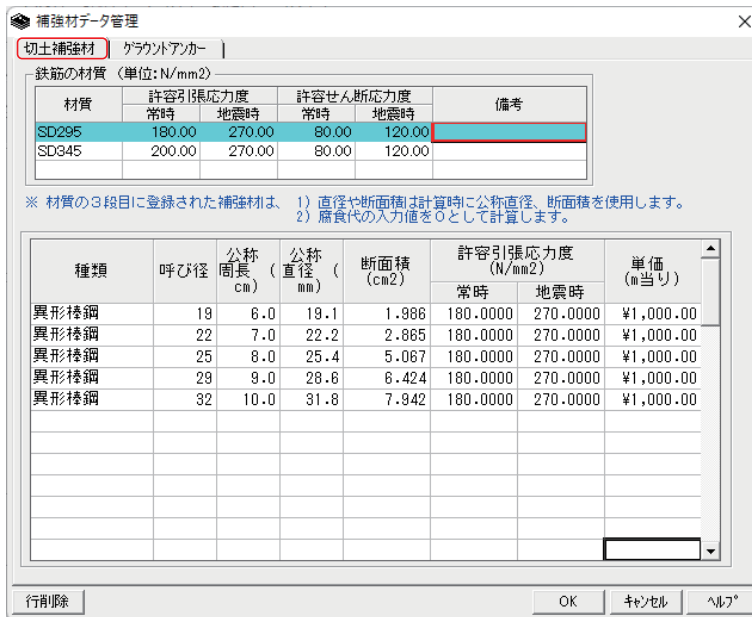 補強材データ管理
切土補強材 グラウンドアンカー
鉄筋の材質 (単位:N/mm2)
材質 許容引張応力度 許容せん断応力度 備考
常時 地震時 常時 地震時
SD295 180.00 270.00 80.00 120.00
SD345 200.00 270.00 80.00 120.00
※ 材質の3段目に登録された補強材は、 1) 直径や断面積は計算時に公称直径、断面積を使用します。
2) 腐食代の入力値を0として計算します。
種類 呼び径 公称周長 (cm) 公称直径 (mm) 断面積 (cm2) 許容引張応力度 (N/mm2) 単価 (m当り)
常時 地震時
異形棒鋼 19 6.0 19.1 1.986 180.0000 270.0000 ¥1,000.00
異形棒鋼 22 7.0 22.2 2.865 180.0000 270.0000 ¥1,000.00
異形棒鋼 25 8.0 25.4 5.067 180.0000 270.0000 ¥1,000.00
異形棒鋼 29 9.0 28.6 6.424 180.0000 270.0000 ¥1,000.00
異形棒鋼 32 10.0 31.8 7.942 180.0000 270.0000 ¥1,000.00
行削除 OK キャンセル ヘルプ